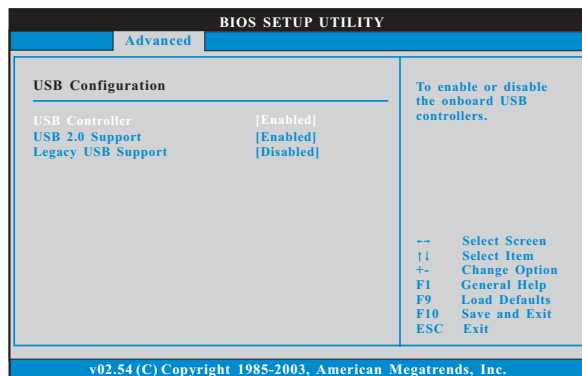 BIOS SETUP UTILITY
Advanced
USB Configuration
USB Controller [Enabled]
USB 2.0 Support [Enabled]
Legacy USB Support [Disabled]
To enable or disable
the onboard USB
controllers.
←→ Select Screen
↑↓ Select Item
+- Change Option
F1 General Help
F9 Load Defaults
F10 Save and Exit
ESC Exit
v02.54 (C) Copyright 1985-2003, American Megatrends, Inc.